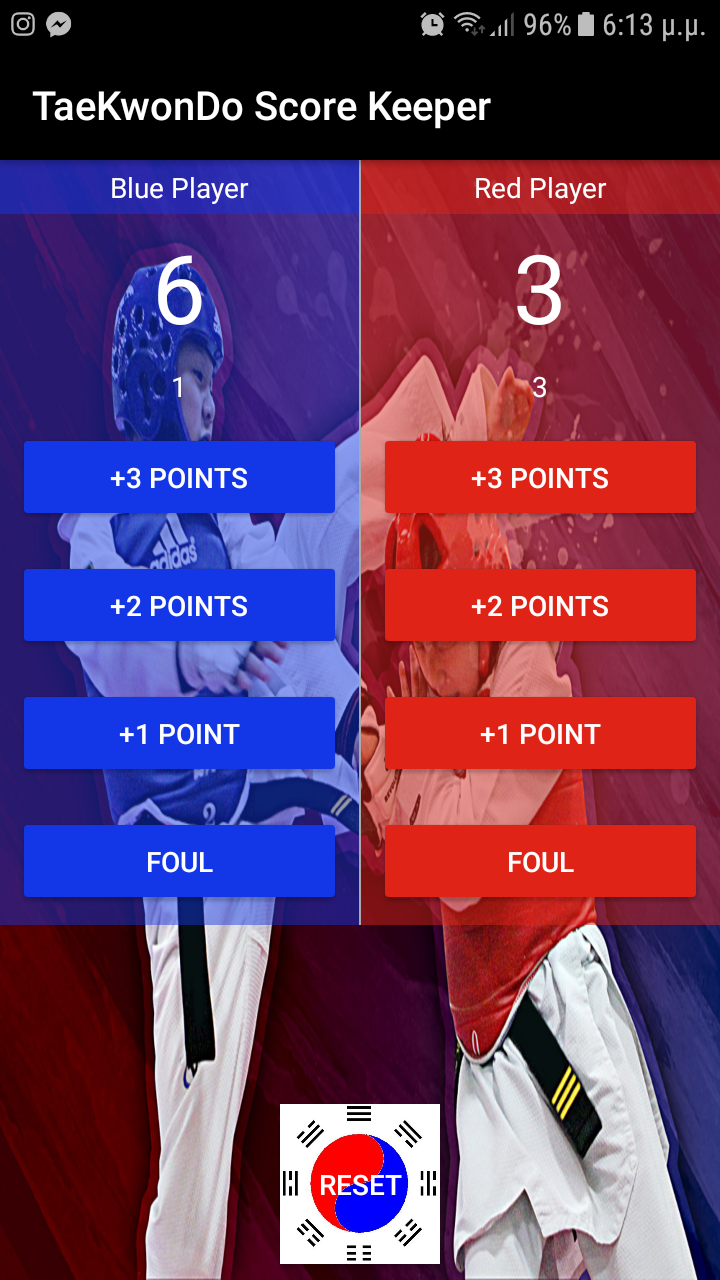 96% 6:13 μ.μ.
TaeKwonDo Score Keeper
Blue Player
Red Player
6
3
1
3
+3 POINTS
+3 POINTS
adidas
+2 POINTS
+2 POINTS
+1 POINT
+1 POINT
2
FOUL
FOUL
RESET